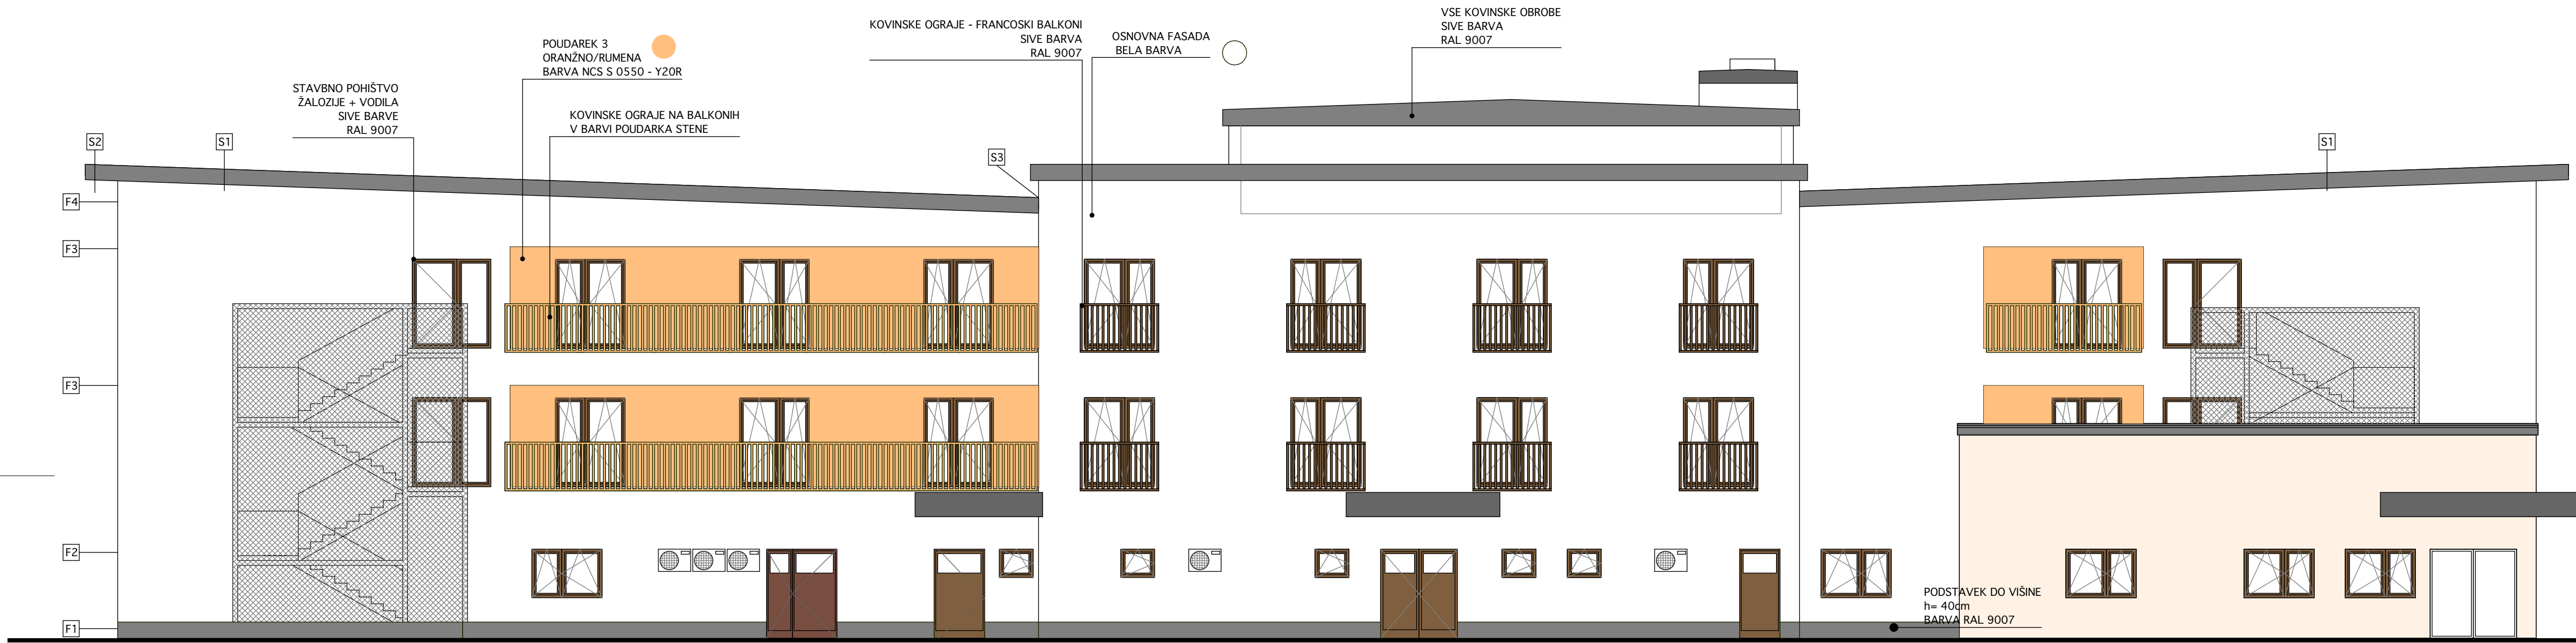 VSE KOVINSKE OBROBE
SIVE BARVA
RAL 9007
KOVINSKE OGRAJE - FRANCOSKI BALKONI
SIVE BARVA
RAL 9007
OSNOVNA FASADA
BELA BARVA
POUDAREK 3
ORANŽNO/RUMENA
BARVA NCS S 0550 - Y20R
STAVBNO POHIŠTVO
ŽALOZIJE + VODILA
SIVE BARVE
RAL 9007
KOVINSKE OGRAJE NA BALKONIH
V BARVI POUDARKA STENE
S2
S1
S3
S1
F4
F3
F3
F2
F1
PODSTAVEK DO VIŠINE
h= 40cm
BARVA RAL 9007